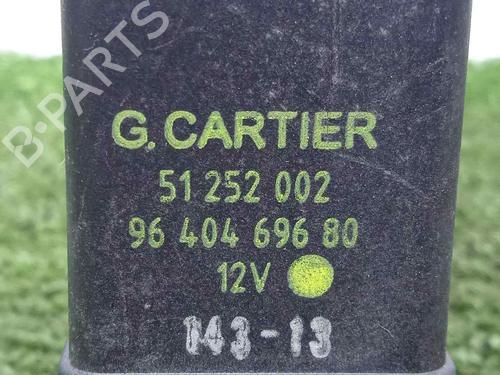 B-PARTS
G. CARTIER
51 252 002
96 404 696 80
12V
143-13